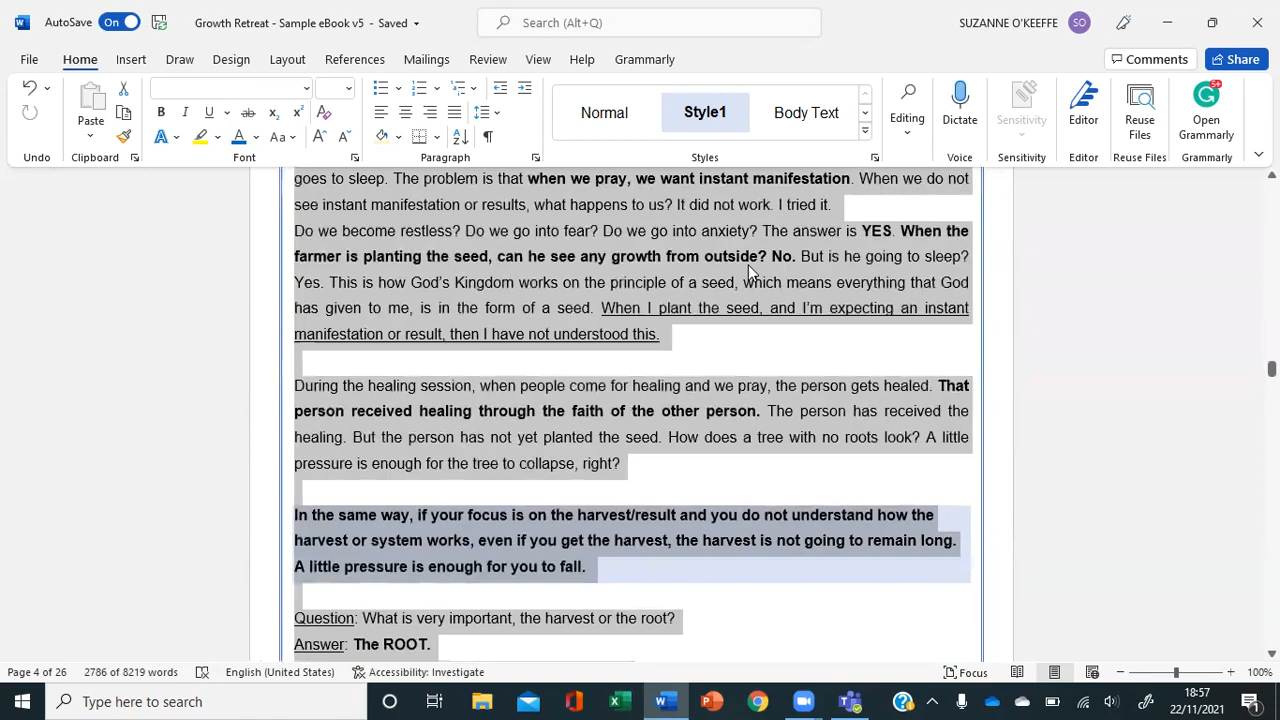 AutoSave On Growth Retreat - Sample eBook v5 - Saved Search (Alt+Q) SUZANNE O'KEEFFE SO
File Home Insert Draw Design Layout References Mailings Review View Help Grammarly Comments Share
Paste Normal Style1 Body Text Editing Dictate Sensitivity Editor Reuse Files Open Grammarly
Undo Clipboard Font Paragraph Styles Voice Sensitivity Editor Reuse Files Grammarly
goes to sleep. The problem is that when we pray, we want instant manifestation. When we do not
see instant manifestation or results, what happens to us? It did not work. I tried it.
Do we become restless? Do we go into fear? Do we go into anxiety? The answer is YES. When the
farmer is planting the seed, can he see any growth from outside? No. But is he going to sleep?
Yes. This is how God's Kingdom works on the principle of a seed, which means everything that God
has given to me, is in the form of a seed. When I plant the seed, and I'm expecting an instant
manifestation or result, then I have not understood this.
During the healing session, when people come for healing and we pray, the person gets healed. That
person received healing through the faith of the other person. The person has received the
healing. But the person has not yet planted the seed. How does a tree with no roots look? A little
pressure is enough for the tree to collapse, right?
In the same way, if your focus is on the harvest/result and you do not understand how the
harvest or system works, even if you get the harvest, the harvest is not going to remain long.
A little pressure is enough for you to fall.
Question: What is very important, the harvest or the root?
Answer: The ROOT.
Page 4 of 26 2786 of 8219 words English (United States) Accessibility: Investigate Focus 100%
Type here to search 18:57
22/11/2021